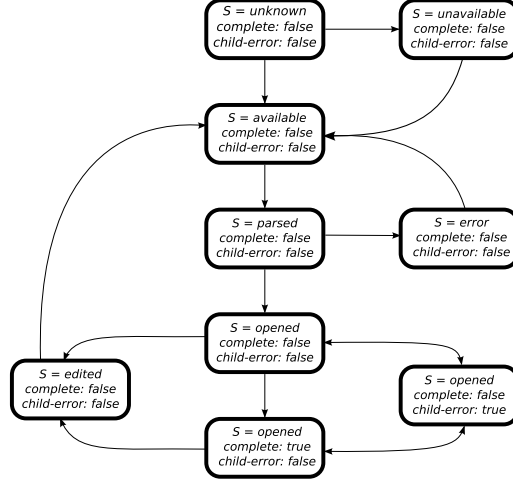 S = unknown
complete: false
child-error: false
S = unavailable
complete: false
child-error: false
S = available
complete: false
child-error: false
S = parsed
complete: false
child-error: false
S = error
complete: false
child-error: false
S = opened
complete: false
child-error: false
S = edited
complete: false
child-error: false
S = opened
complete: false
child-error: true
S = opened
complete: true
child-error: false